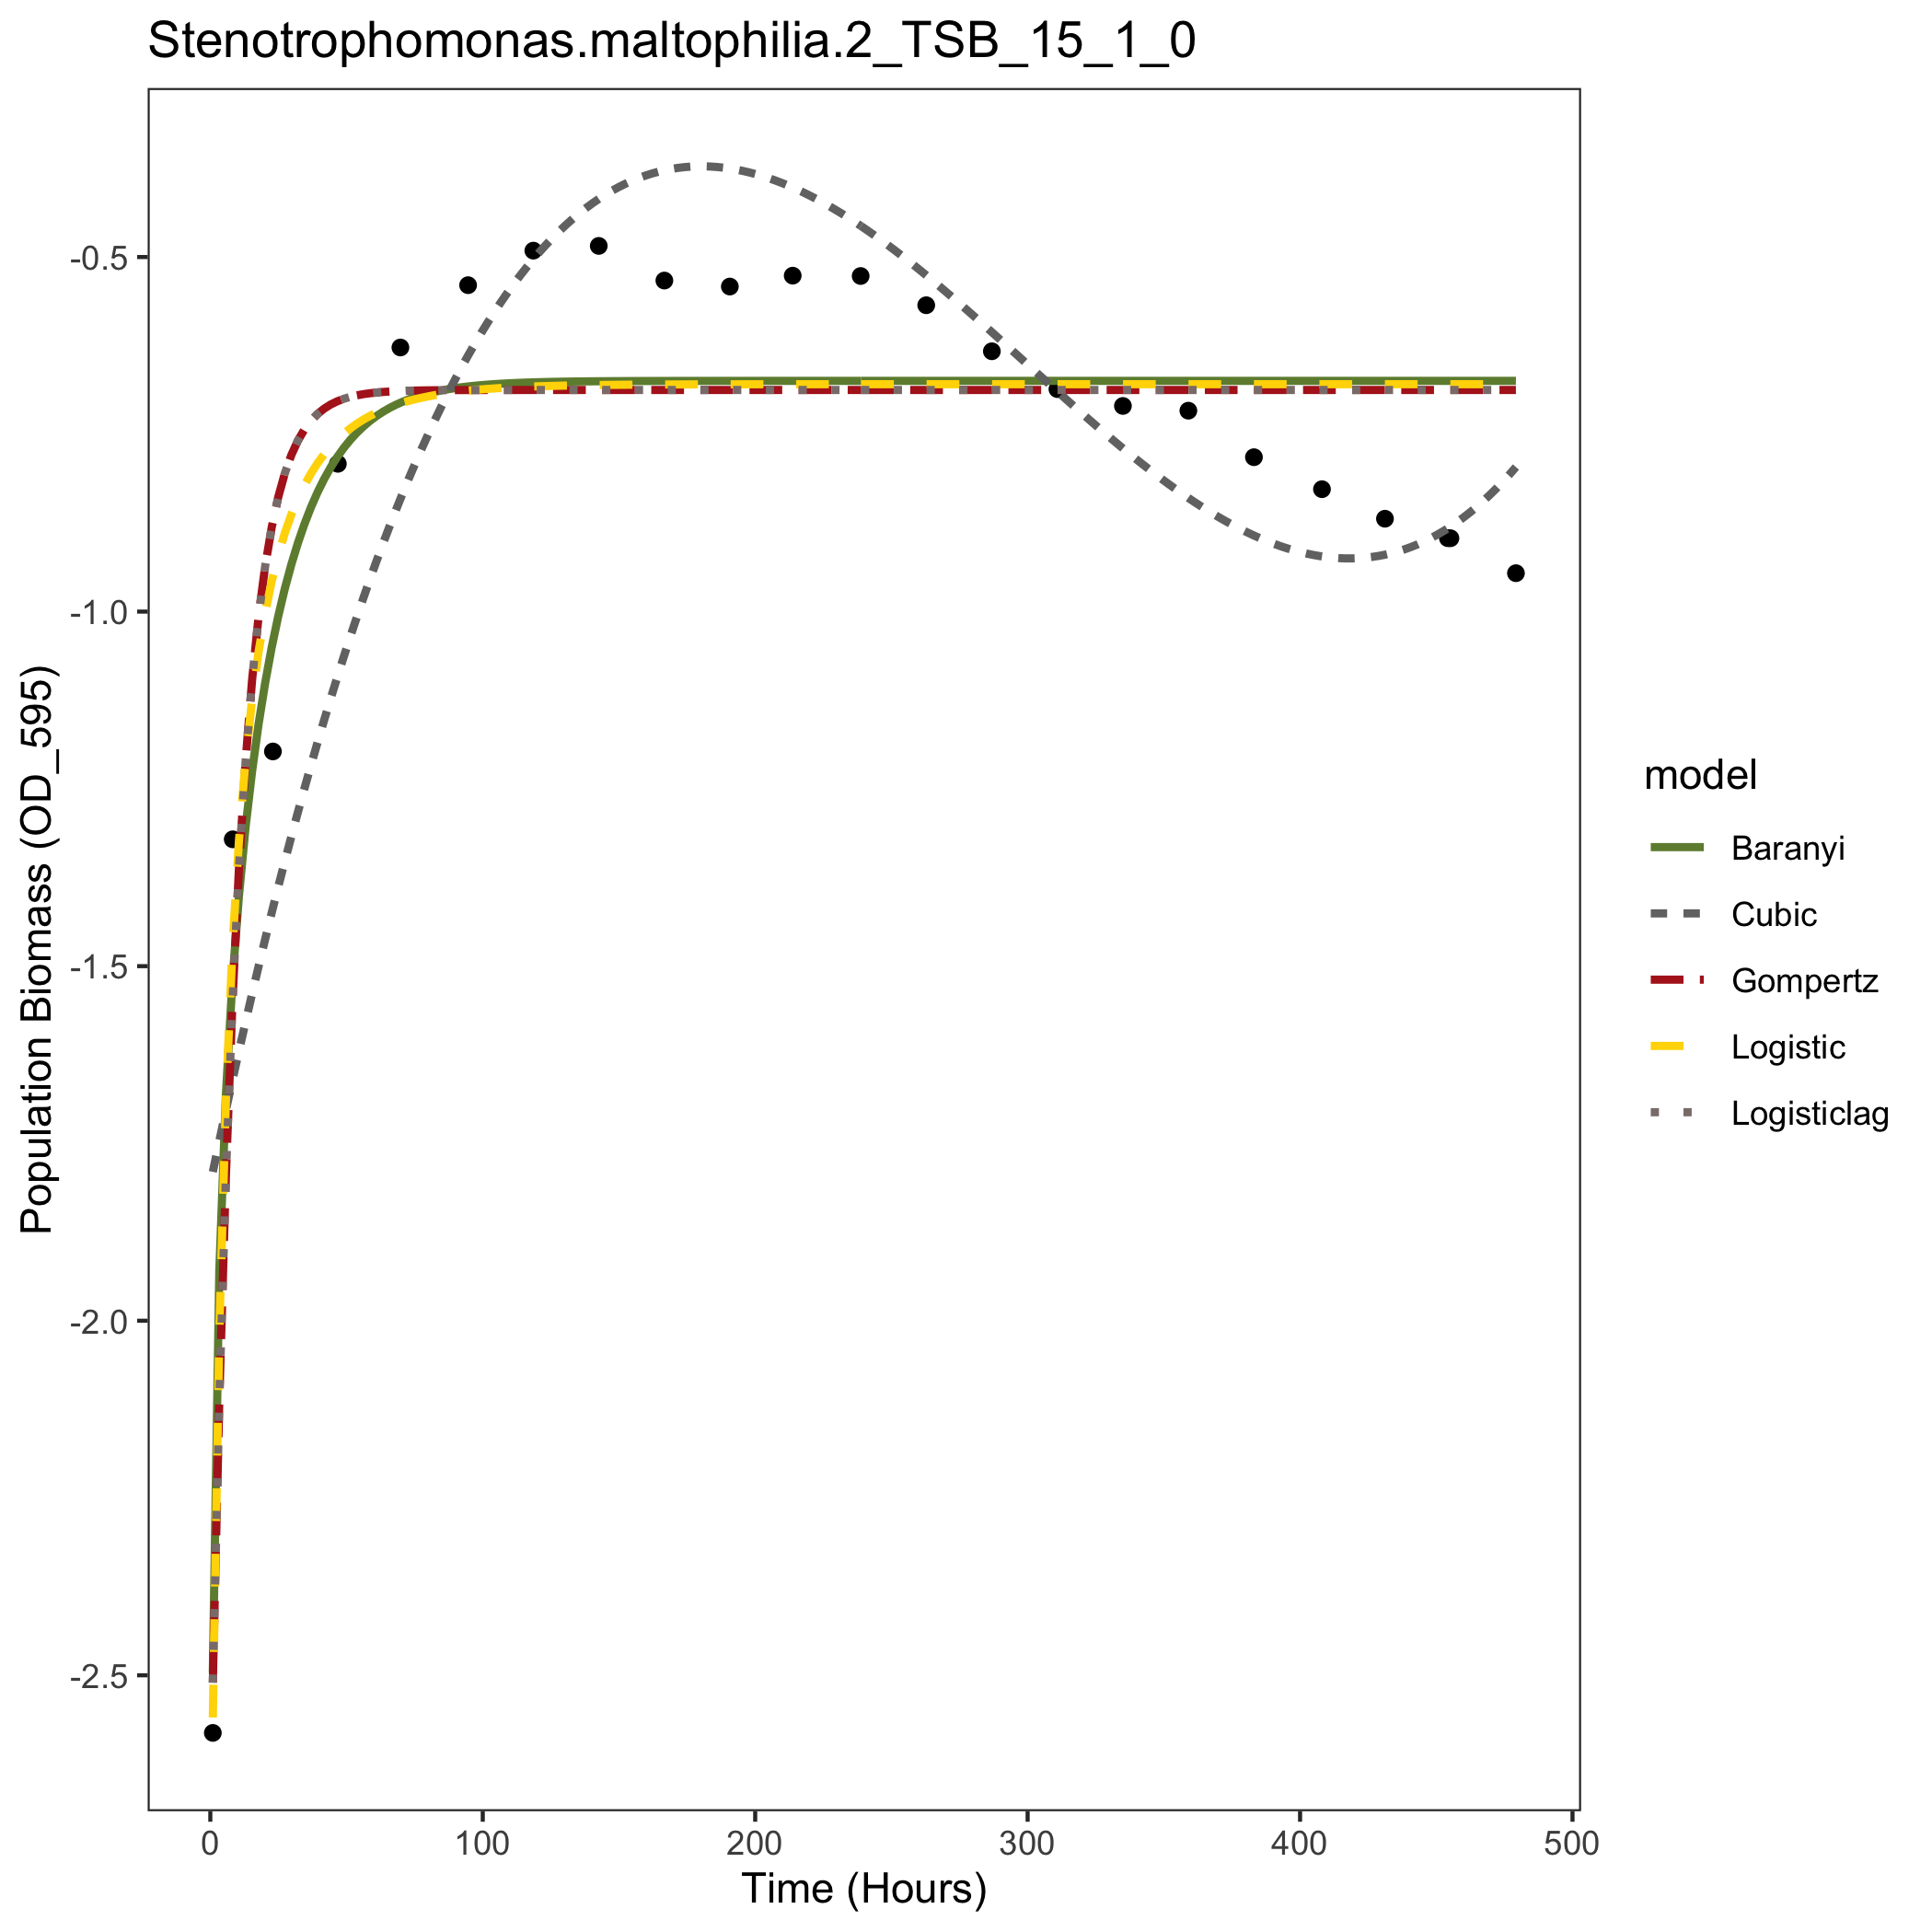 Stenotrophomonas.maltophilia.2_TSB_15_1_0
Population Biomass (OD_595)
-0.5
-1.0
-1.5
-2.0
-2.5
0 100 200 300 400 500
Time (Hours)
model
Baranyi
Cubic
Gompertz
Logistic
Logisticlag